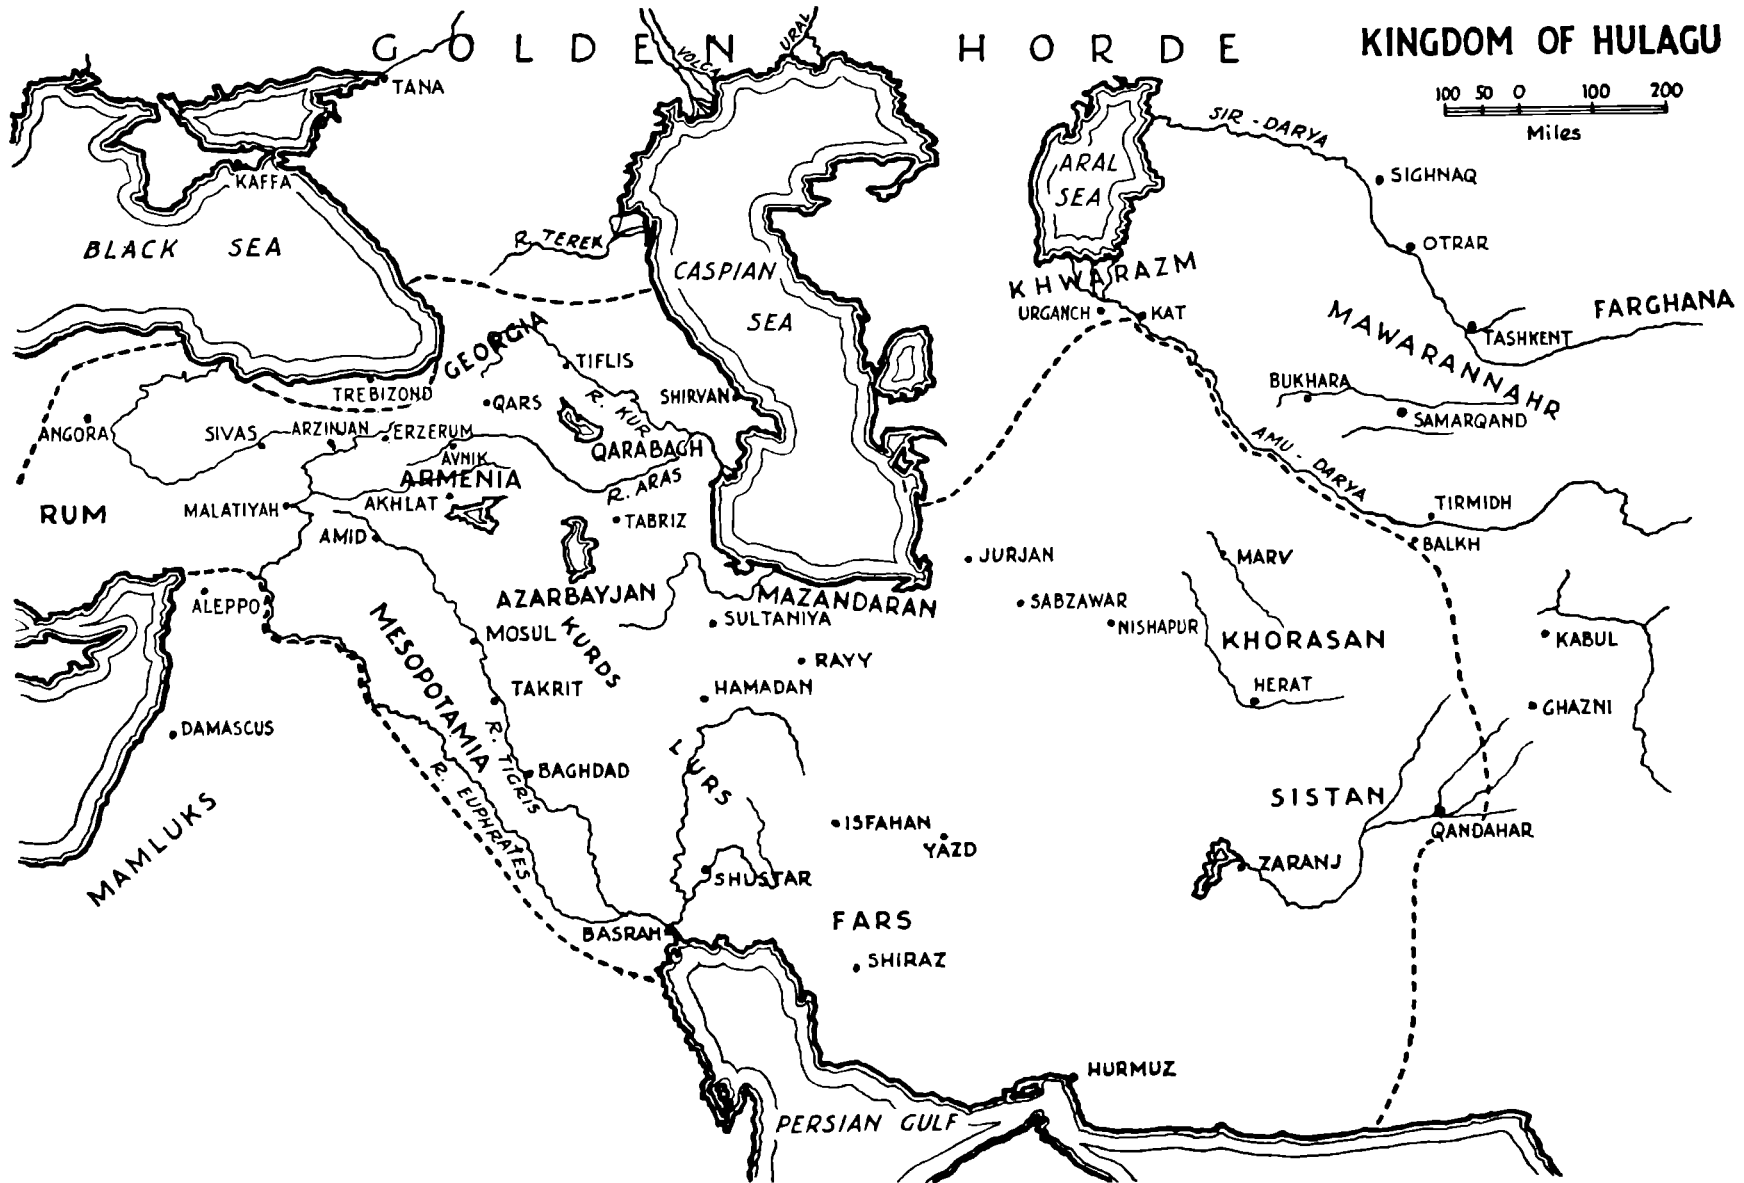 GOLDEN HORDE
KINGDOM OF HULAGU
100 50 0 100 200
Miles
TANA
VOLGA
URAL
SIR-DARYA
ARAL
SEA
SIGHNAQ
KAFFA
OTRAR
BLACK SEA
R. TEREK
CASPIAN
SEA
KHWARAZM
URGANCH
KAT
FARGHANA
MAWARANNAHR
TASHKENT
GEORGIA
TIFLIS
TREBIZOND
QARS
R. KUR
SHIRVAN
BUKHARA
SAMARQAND
ANGORA
SIVAS
ARZINJAN
ERZERUM
AVNIK
QARABAGH
AMU-DARYA
ARMENIA
R. ARAS
RUM
MALATIYAH
AKHLAT
TABRIZ
TIRMIDH
AMID
BALKH
JURJAN
MARV
ALEPPO
AZARBAYJAN
MAZANDARAN
SABZAWAR
SULTANIYA
NISHAPUR
MESOPOTAMIA
MOSUL
KURDS
KHORASAN
KABUL
RAYY
TAKRIT
HAMADAN
HERAT
GHAZNI
DAMASCUS
R. TIGRIS
LURS
BAGHDAD
R. EUPHRATES
SISTAN
MAMLUKS
ISFAHAN
YAZD
QANDAHAR
SHUSTAR
ZARANJ
FARS
BASRAH
SHIRAZ
HURMUZ
PERSIAN GULF